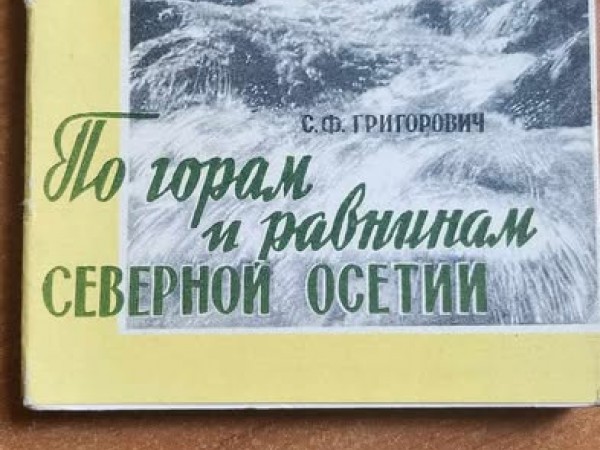 С.Ф. ГРИГОРОВИЧ
По горам
и равнинам
СЕВЕРНОЙ ОСЕТИИ